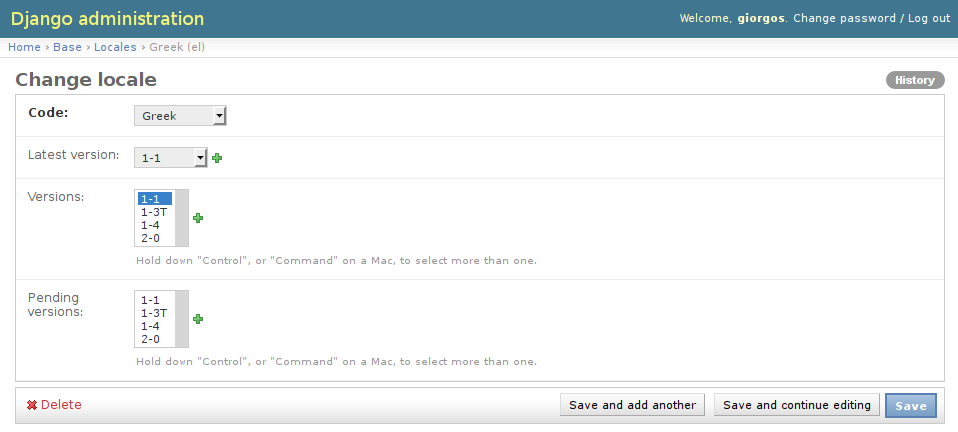 Django administration
Welcome, giorgos. Change password / Log out
Home › Base › Locales › Greek (el)
Change locale
History
Code:
Greek
Latest version:
1-1
Versions:
1-1
1-3T
1-4
2-0
Hold down "Control", or "Command" on a Mac, to select more than one.
Pending
versions:
1-1
1-3T
1-4
2-0
Hold down "Control", or "Command" on a Mac, to select more than one.
Delete
Save and add another
Save and continue editing
Save